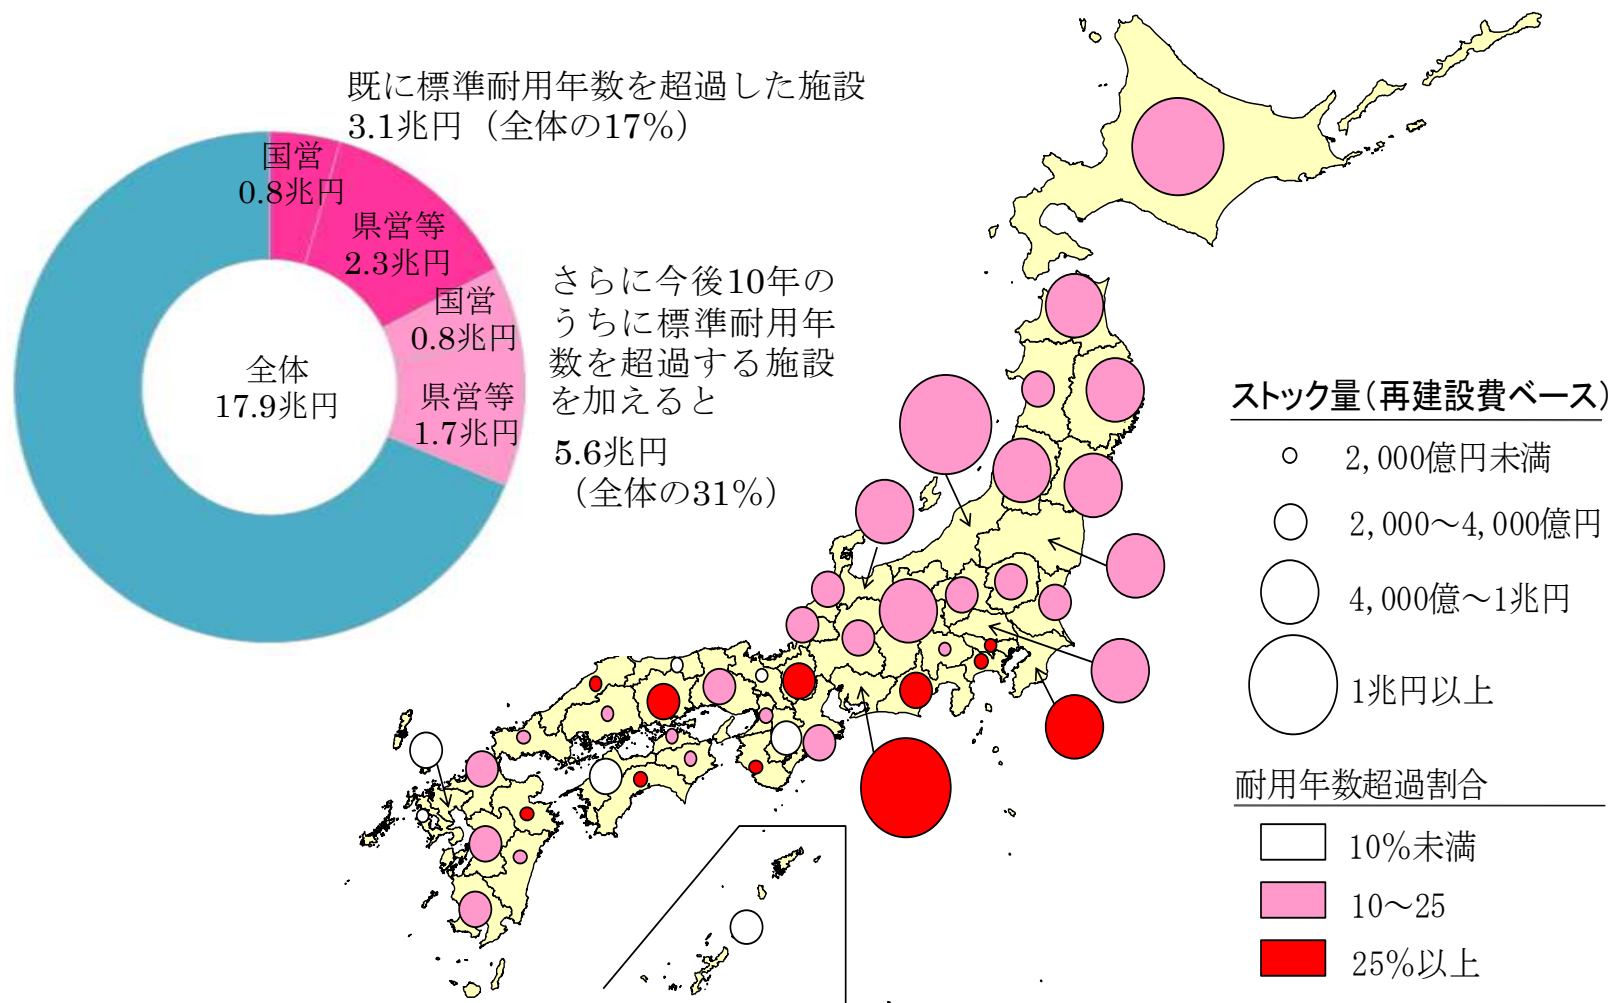 既に標準耐用年数を超過した施設
3.1兆円（全体の17%）
国営
0.8兆円
県営等
2.3兆円
国営
0.8兆円
県営等
1.7兆円
全体
17.9兆円
さらに今後10年の
うちに標準耐用年
数を超過する施設
を加えると
5.6兆円
（全体の31%）
ストック量（再建設費ベース）
2,000億円未満
2,000～4,000億円
4,000億～1兆円
1兆円以上
耐用年数超過割合
10%未満
10～25
25%以上